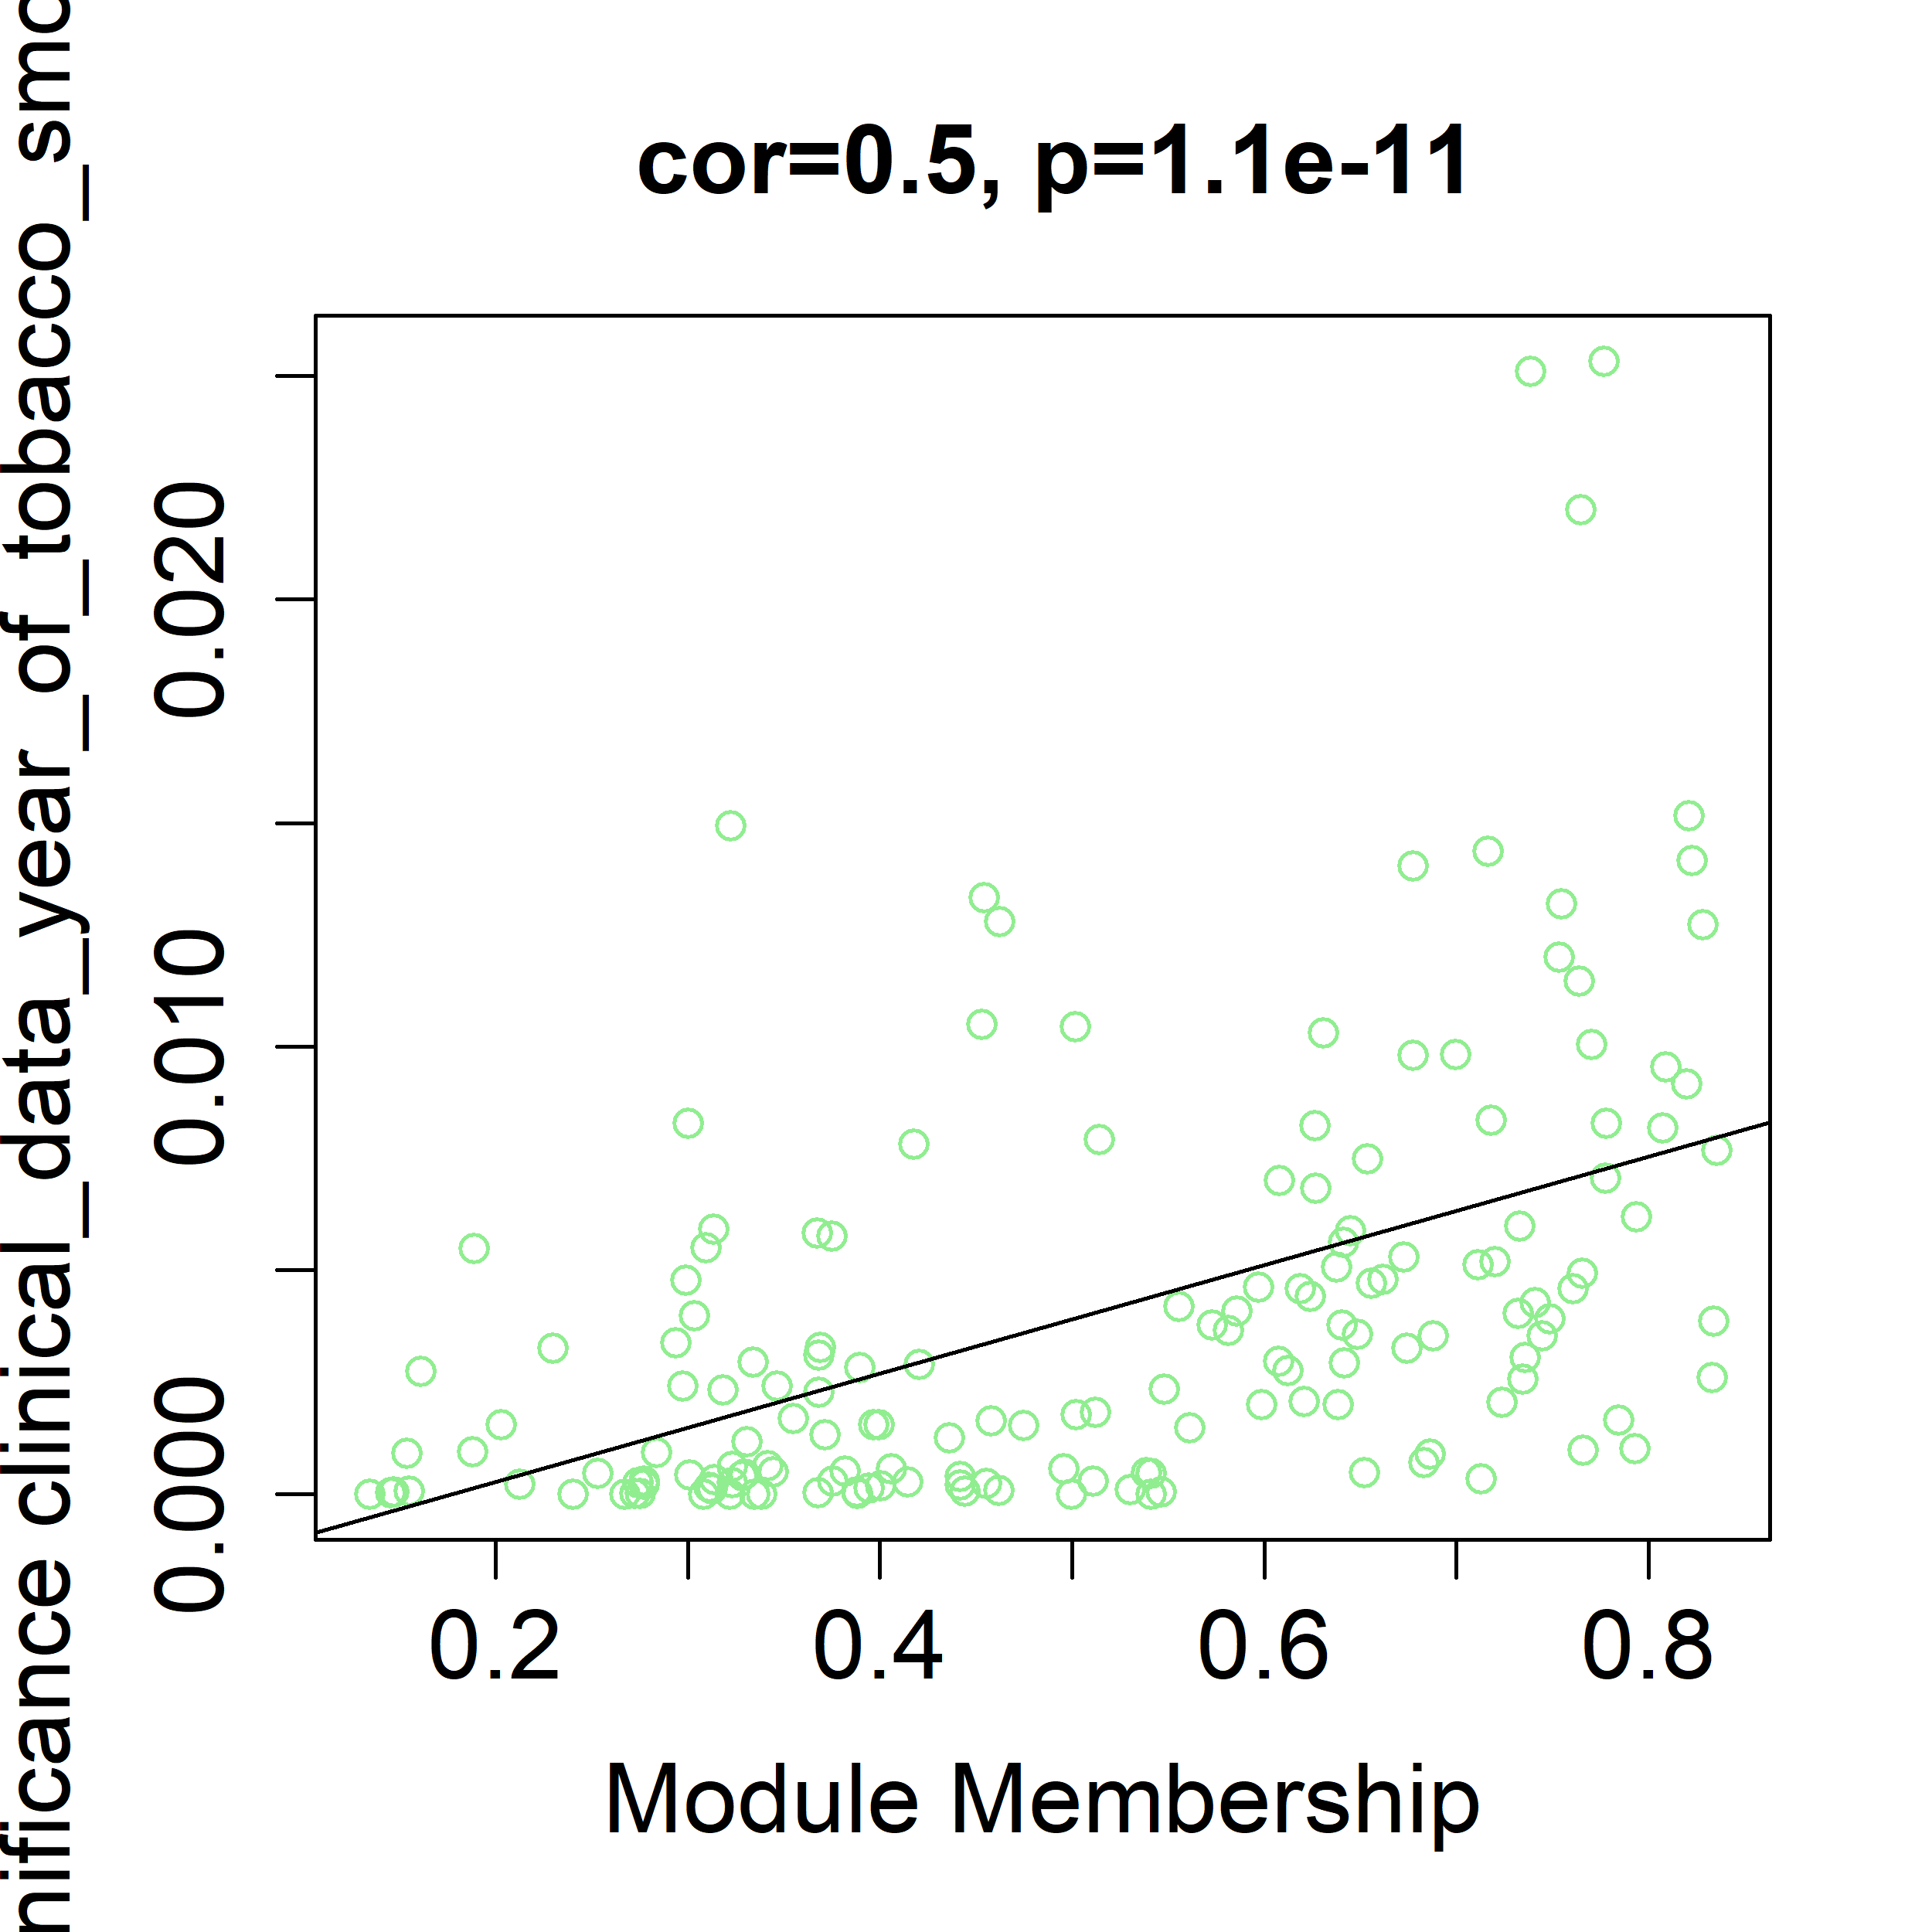 cor=0.5, p=1.1e-11
nificance clinical_data_year_of_tobacco_smo
0.020
0.010
0.000
0.2 0.4 0.6 0.8
Module Membership